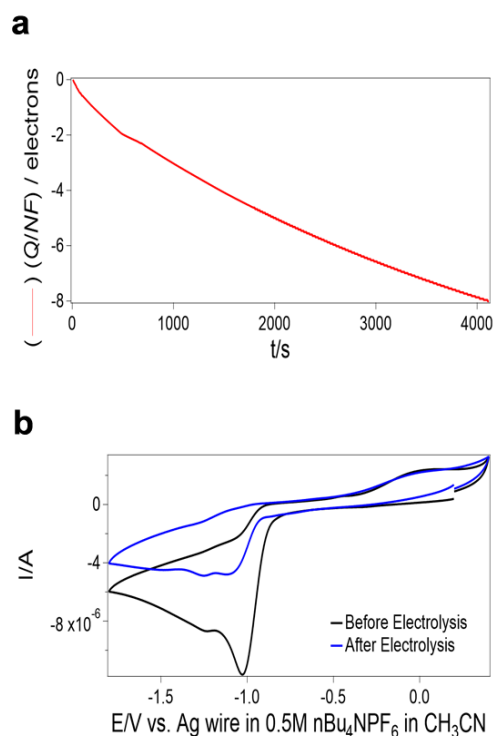 a
(——) (Q/NF) / electrons
0
-2
-4
-6
-8
0 1000 2000 3000 4000
t/s
b
I/A
0
-4
-8 x10⁻⁶
Before Electrolysis
After Electrolysis
-1.5 -1.0 -0.5 0.0
E/V vs. Ag wire in 0.5M nBu₄NPF₆ in CH₃CN